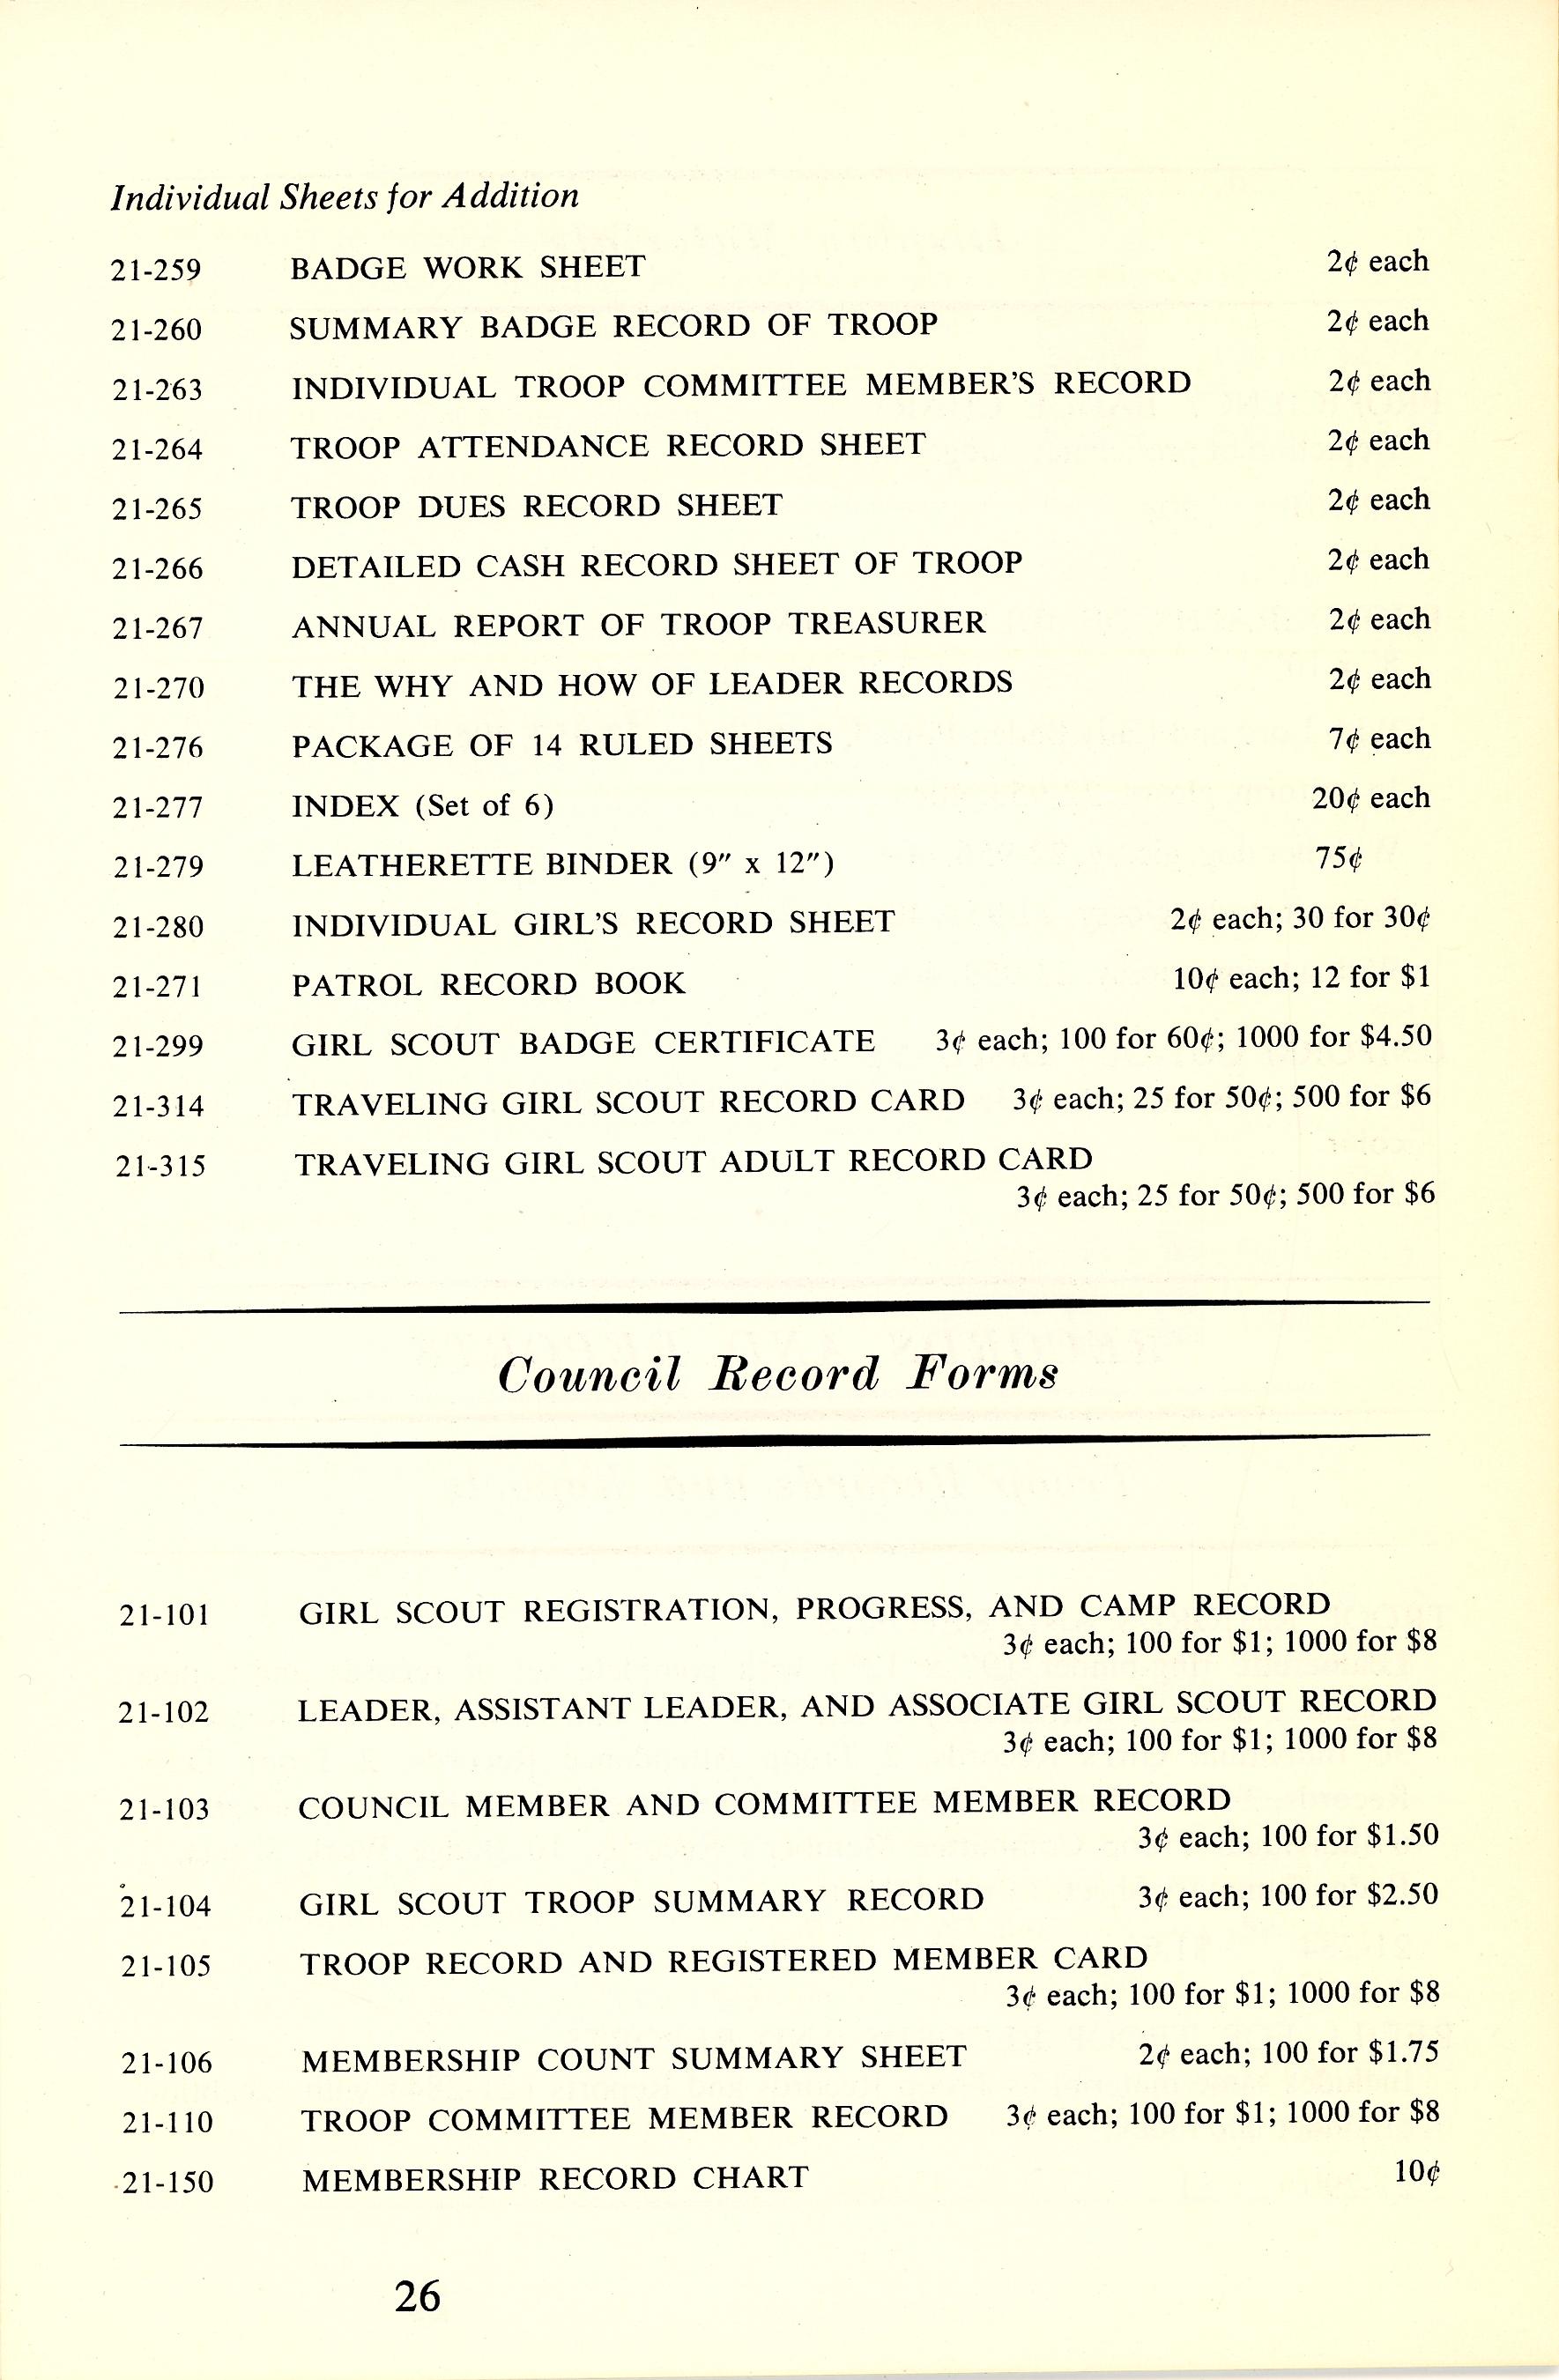 Individual Sheets for Addition
21-259 BADGE WORK SHEET 2¢ each
21-260 SUMMARY BADGE RECORD OF TROOP 2¢ each
21-263 INDIVIDUAL TROOP COMMITTEE MEMBER'S RECORD 2¢ each
21-264 TROOP ATTENDANCE RECORD SHEET 2¢ each
21-265 TROOP DUES RECORD SHEET 2¢ each
21-266 DETAILED CASH RECORD SHEET OF TROOP 2¢ each
21-267 ANNUAL REPORT OF TROOP TREASURER 2¢ each
21-270 THE WHY AND HOW OF LEADER RECORDS 2¢ each
21-276 PACKAGE OF 14 RULED SHEETS 7¢ each
21-277 INDEX (Set of 6) 20¢ each
21-279 LEATHERETTE BINDER (9″ x 12″) 75¢
21-280 INDIVIDUAL GIRL'S RECORD SHEET 2¢ each; 30 for 30¢
21-271 PATROL RECORD BOOK 10¢ each; 12 for $1
21-299 GIRL SCOUT BADGE CERTIFICATE 3¢ each; 100 for 60¢; 1000 for $4.50
21-314 TRAVELING GIRL SCOUT RECORD CARD 3¢ each; 25 for 50¢; 500 for $6
21-315 TRAVELING GIRL SCOUT ADULT RECORD CARD
3¢ each; 25 for 50¢; 500 for $6
Council Record Forms
21-101 GIRL SCOUT REGISTRATION, PROGRESS, AND CAMP RECORD
3¢ each; 100 for $1; 1000 for $8
21-102 LEADER, ASSISTANT LEADER, AND ASSOCIATE GIRL SCOUT RECORD
3¢ each; 100 for $1; 1000 for $8
21-103 COUNCIL MEMBER AND COMMITTEE MEMBER RECORD
3¢ each; 100 for $1.50
21-104 GIRL SCOUT TROOP SUMMARY RECORD 3¢ each; 100 for $2.50
21-105 TROOP RECORD AND REGISTERED MEMBER CARD
3¢ each; 100 for $1; 1000 for $8
21-106 MEMBERSHIP COUNT SUMMARY SHEET 2¢ each; 100 for $1.75
21-110 TROOP COMMITTEE MEMBER RECORD 3¢ each; 100 for $1; 1000 for $8
21-150 MEMBERSHIP RECORD CHART 10¢
26